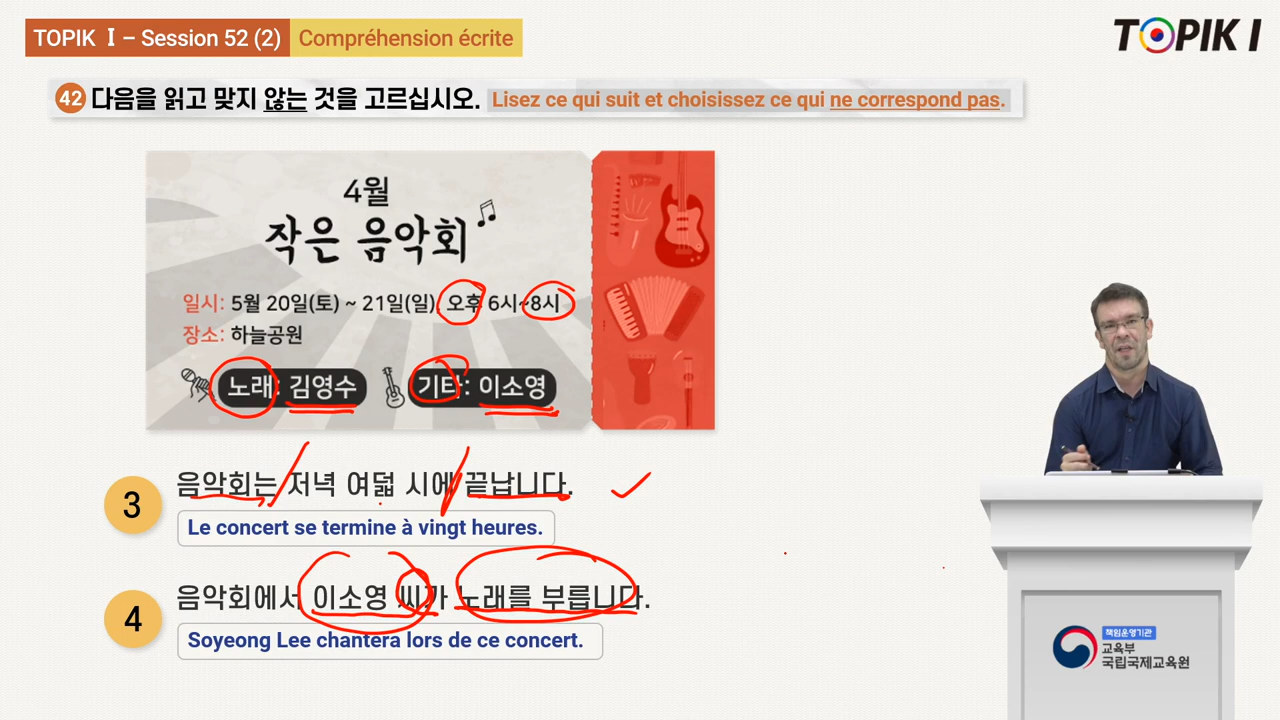 TOPIK Ⅰ – Session 52 (2) Compréhension écrite
TOPIK I
42 다음을 읽고 맞지 않는 것을 고르십시오. Lisez ce qui suit et choisissez ce qui ne correspond pas.
4월
작은 음악회
일시: 5월 20일(토) ~ 21일(일), 오후 6시~8시
장소: 하늘공원
노래: 김영수 기타: 이소영
3 음악회는 저녁 여덟 시에 끝납니다.
Le concert se termine à vingt heures.
4 음악회에서 이소영 씨가 노래를 부릅니다.
Soyeong Lee chantera lors de ce concert.
책임운영기관
교육부
국립국제교육원